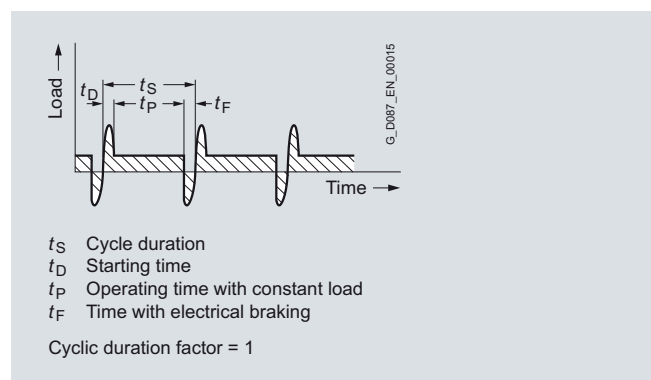 G_D087_EN_00015
Load
tD
tS
tP
tF
Time
tS Cycle duration
tD Starting time
tP Operating time with constant load
tF Time with electrical braking
Cyclic duration factor = 1